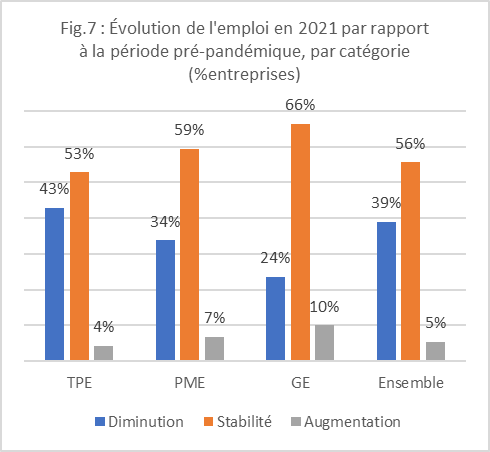 Fig.7 : Évolution de l'emploi en 2021 par rapport
à la période pré-pandémique, par catégorie
(%entreprises)
43%
53%
4%
34%
59%
7%
24%
66%
10%
39%
56%
5%
TPE PME GE Ensemble
Diminution Stabilité Augmentation